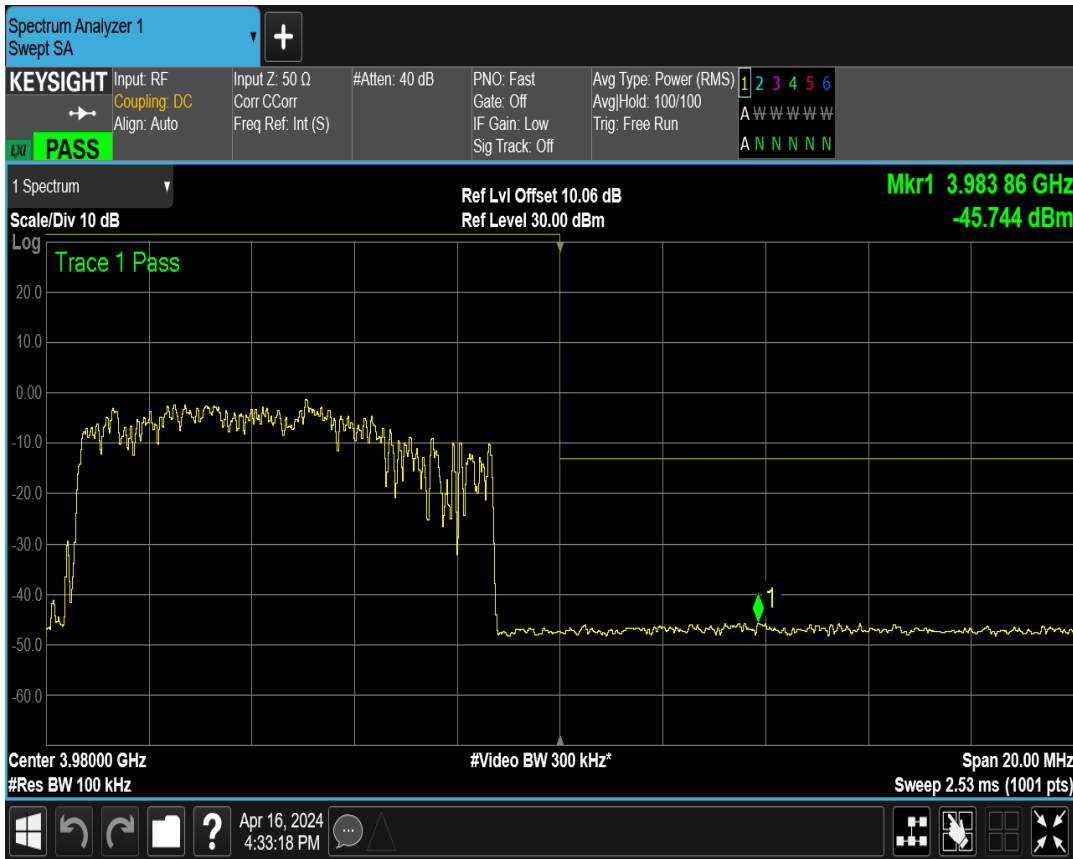 Spectrum Analyzer 1
Swept SA
+
KEYSIGHT
LXI PASS
Input: RF
Coupling: DC
Align: Auto
Input Z: 50 Ω
Corr CCorr
Freq Ref: Int (S)
#Atten: 40 dB
PNO: Fast
Gate: Off
IF Gain: Low
Sig Track: Off
Avg Type: Power (RMS)
Avg|Hold: 100/100
Trig: Free Run
1 2 3 4 5 6
A W W W W W
A N N N N N
1 Spectrum
Scale/Div 10 dB
Ref Lvl Offset 10.06 dB
Ref Level 30.00 dBm
Mkr1 3.983 86 GHz
-45.744 dBm
Log
Trace 1 Pass
20.0
10.0
0.00
-10.0
-20.0
-30.0
-40.0
-50.0
-60.0
1
Center 3.98000 GHz
#Res BW 100 kHz
#Video BW 300 kHz*
Span 20.00 MHz
Sweep 2.53 ms (1001 pts)
?
Apr 16, 2024
4:33:18 PM